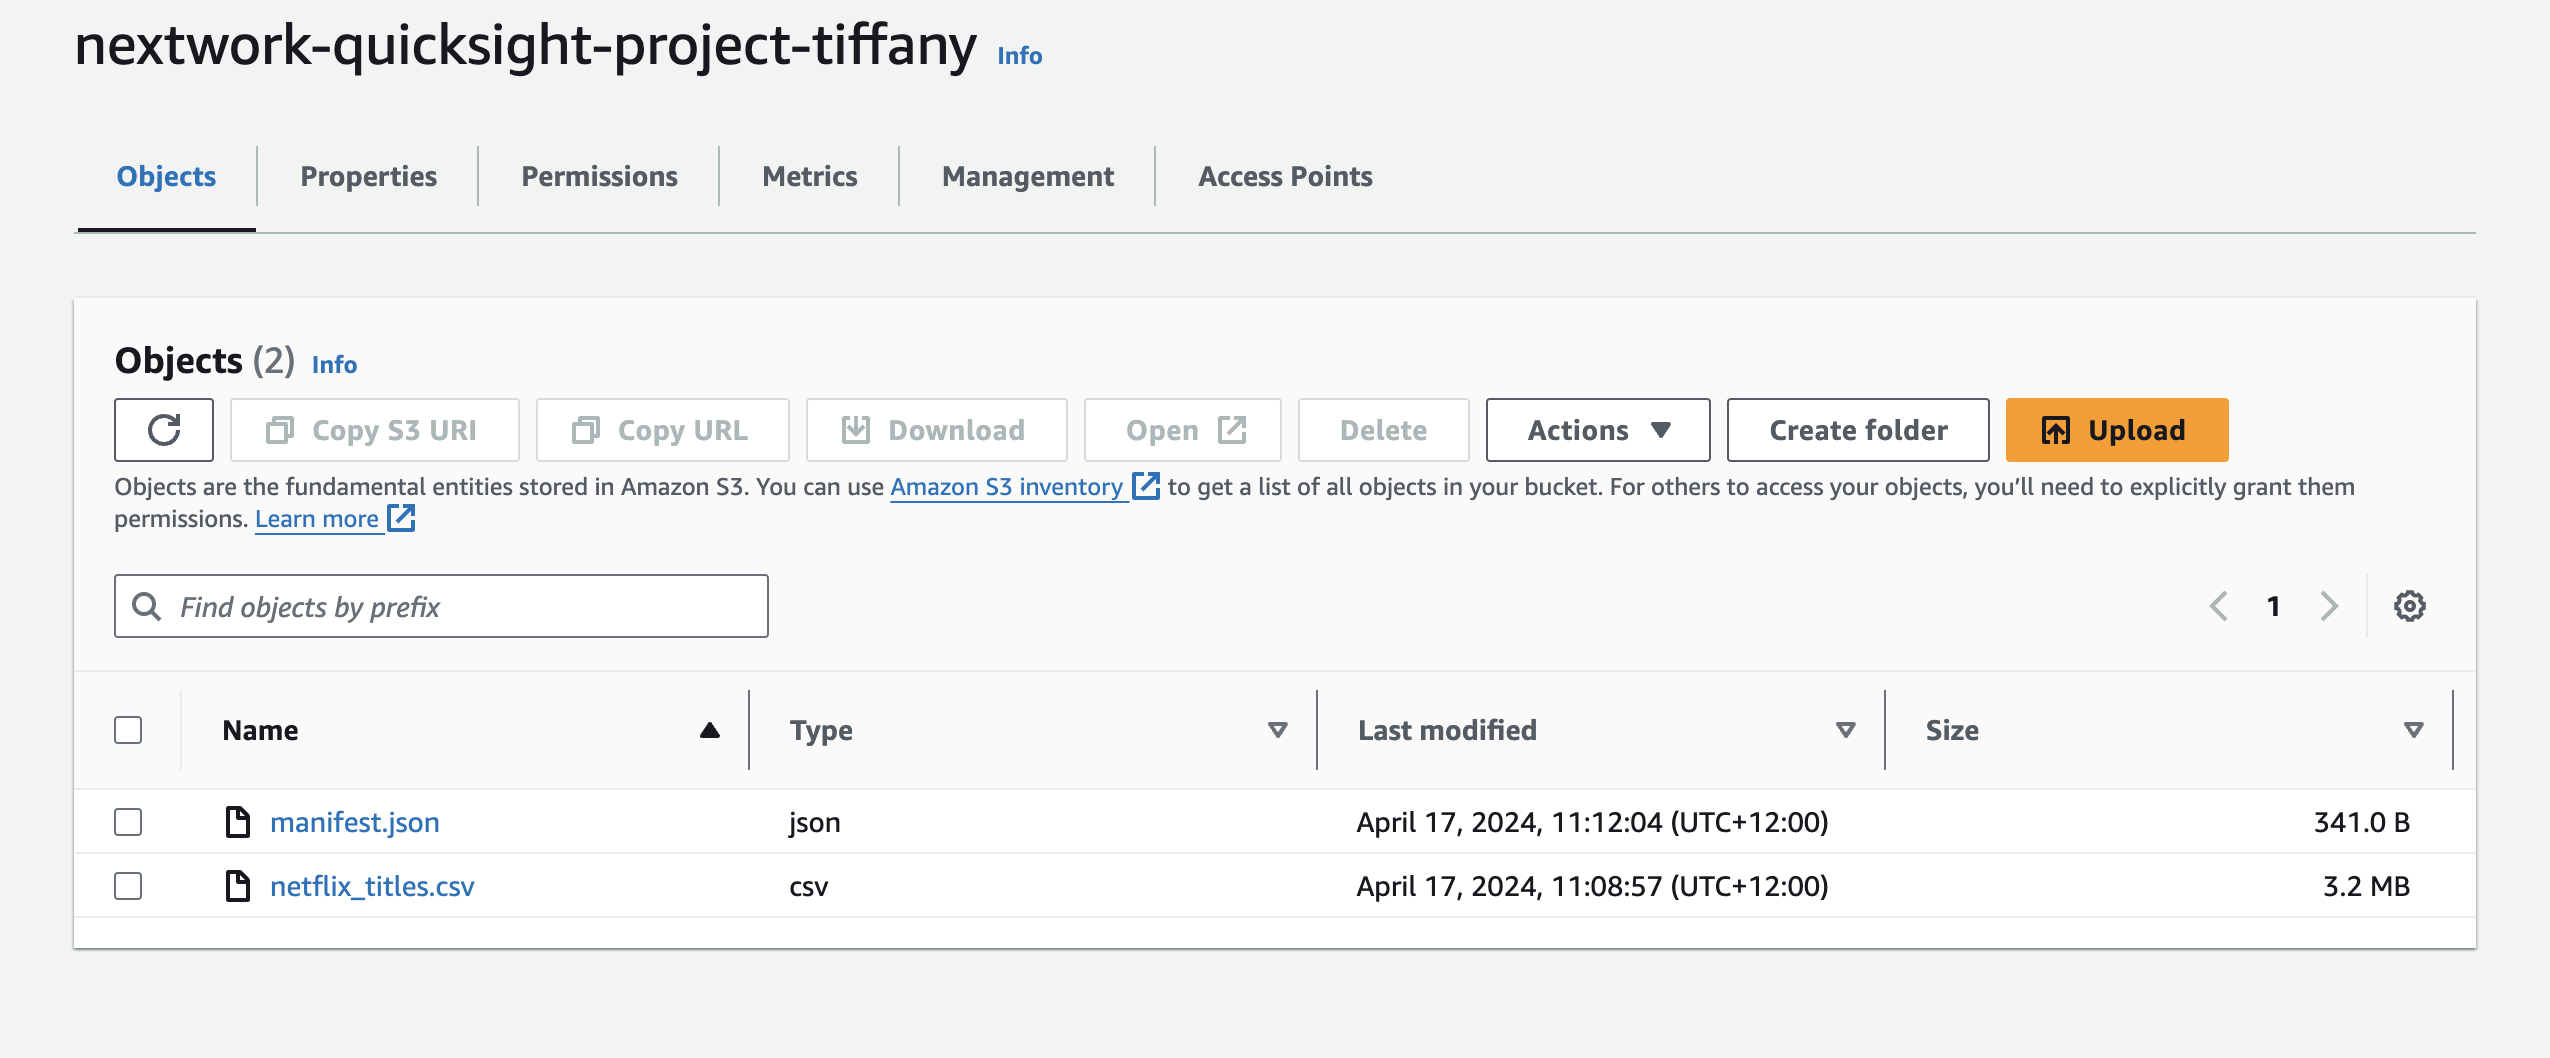 nextwork-quicksight-project-tiffany Info
Objects Properties Permissions Metrics Management Access Points
Objects (2) Info
Copy S3 URI Copy URL Download Open Delete Actions Create folder Upload
Objects are the fundamental entities stored in Amazon S3. You can use Amazon S3 inventory to get a list of all objects in your bucket. For others to access your objects, you’ll need to explicitly grant them
permissions. Learn more
Find objects by prefix 1
Name Type Last modified Size
manifest.json json April 17, 2024, 11:12:04 (UTC+12:00) 341.0 B
netflix_titles.csv csv April 17, 2024, 11:08:57 (UTC+12:00) 3.2 MB